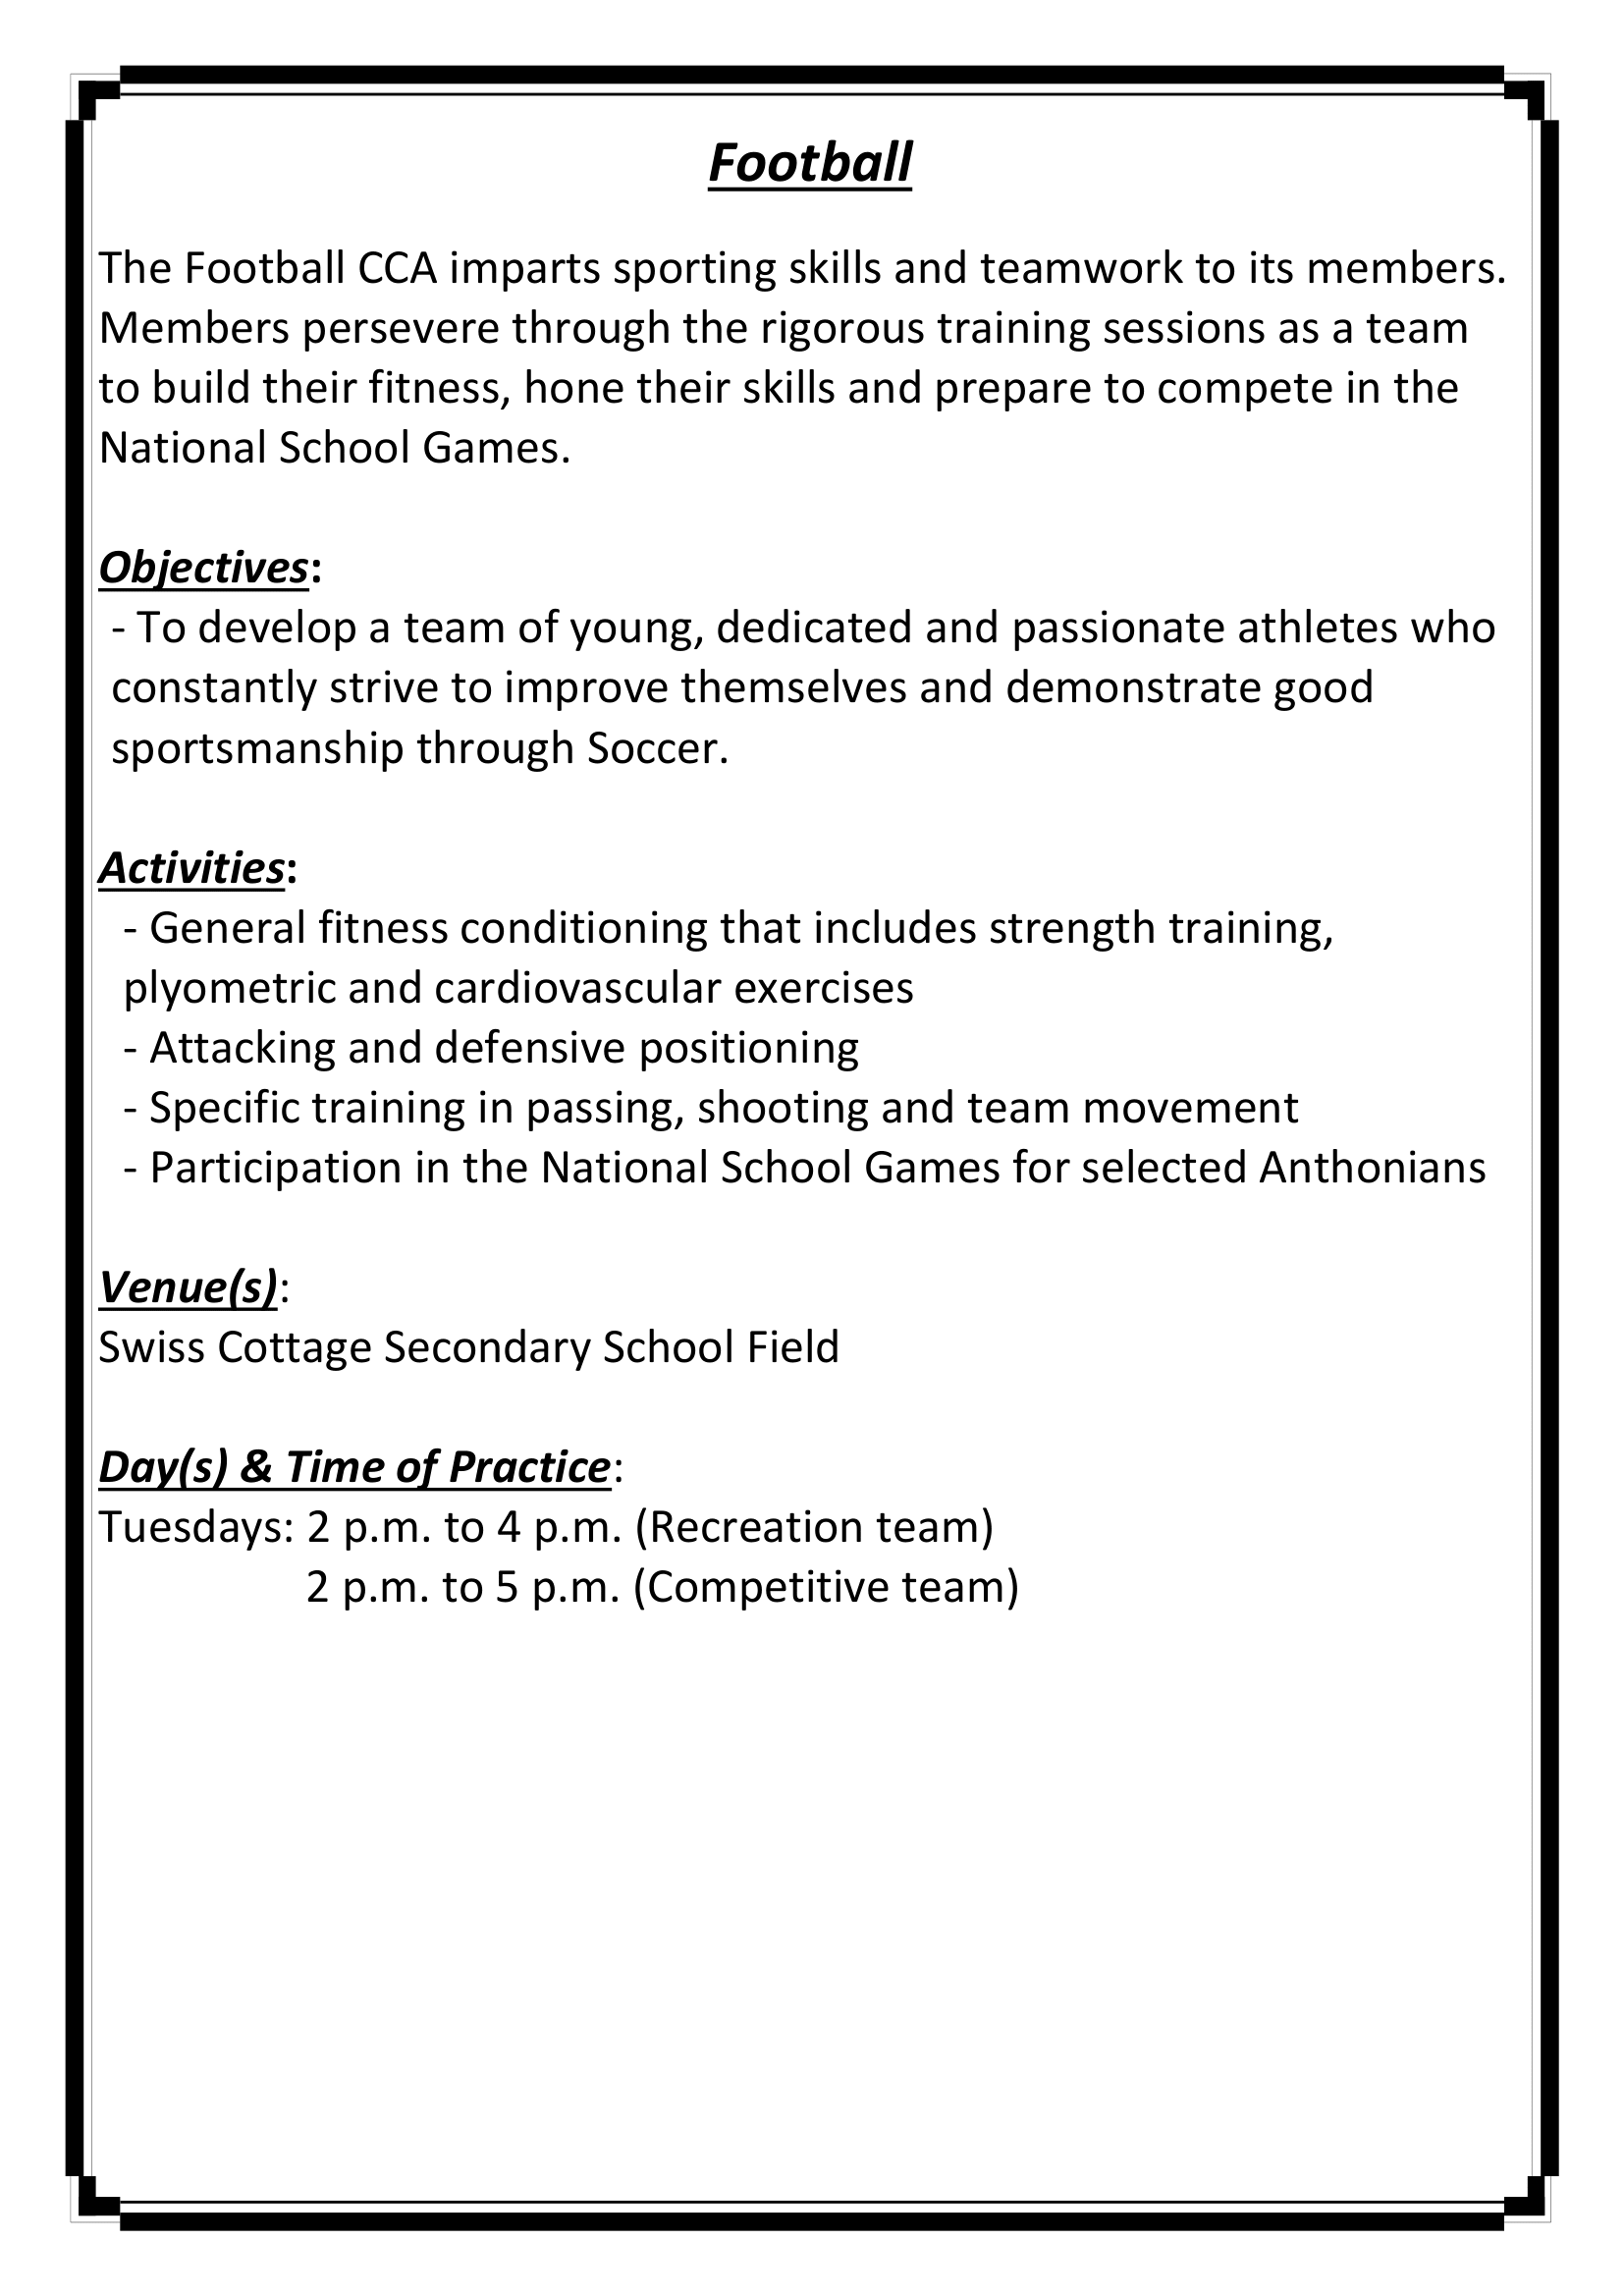 Football
The Football CCA imparts sporting skills and teamwork to its members.
Members persevere through the rigorous training sessions as a team
to build their fitness, hone their skills and prepare to compete in the
National School Games.
Objectives:
- To develop a team of young, dedicated and passionate athletes who
constantly strive to improve themselves and demonstrate good
sportsmanship through Soccer.
Activities:
- General fitness conditioning that includes strength training,
plyometric and cardiovascular exercises
- Attacking and defensive positioning
- Specific training in passing, shooting and team movement
- Participation in the National School Games for selected Anthonians
Venue(s):
Swiss Cottage Secondary School Field
Day(s) & Time of Practice:
Tuesdays: 2 p.m. to 4 p.m. (Recreation team)
2 p.m. to 5 p.m. (Competitive team)